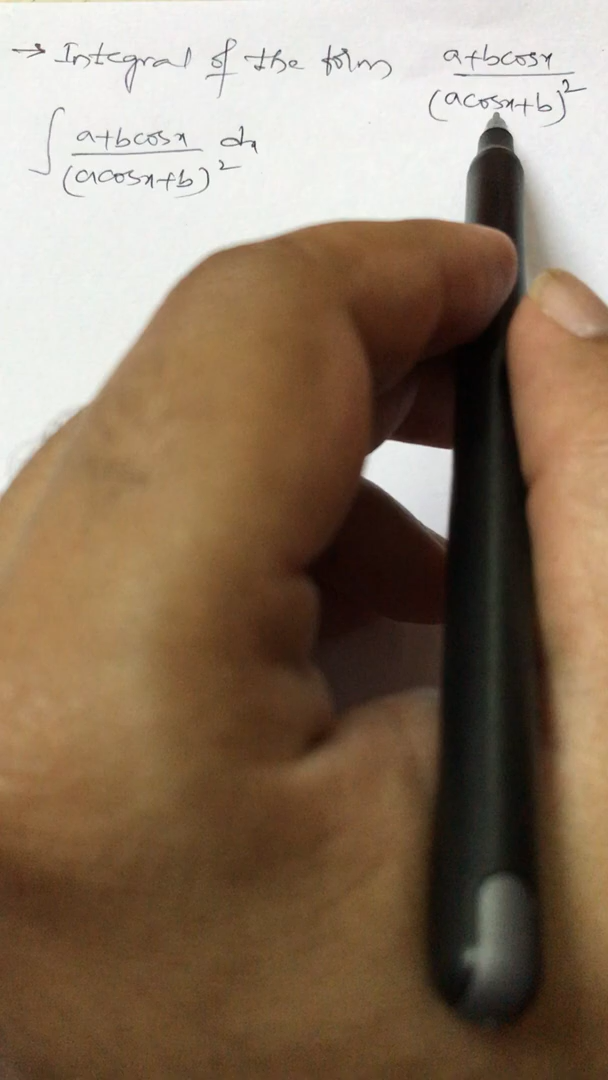 → Integral of the form (a+bcosx)/(acosx+b)²
∫ (a+bcosx)/(acosx+b)² dx